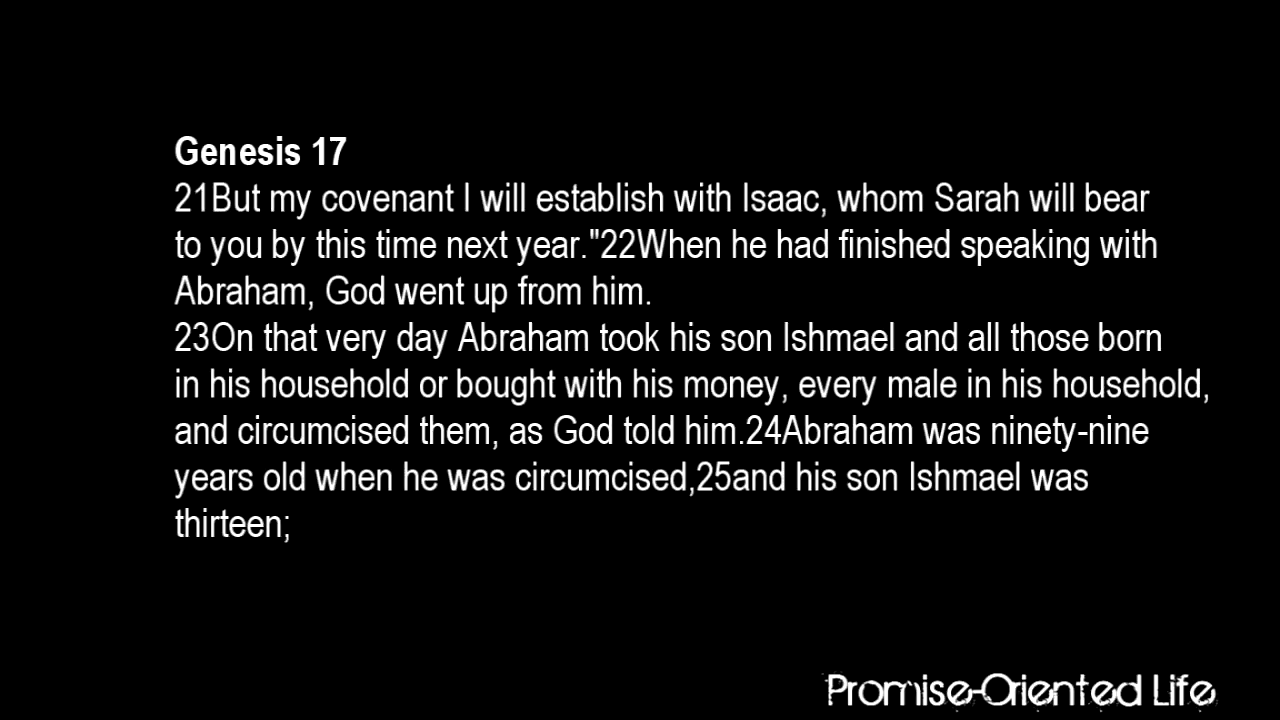 Genesis 17
21But my covenant I will establish with Isaac, whom Sarah will bear
to you by this time next year."22When he had finished speaking with
Abraham, God went up from him.
23On that very day Abraham took his son Ishmael and all those born
in his household or bought with his money, every male in his household,
and circumcised them, as God told him.24Abraham was ninety-nine
years old when he was circumcised,25and his son Ishmael was
thirteen;
Promise-Oriented Life